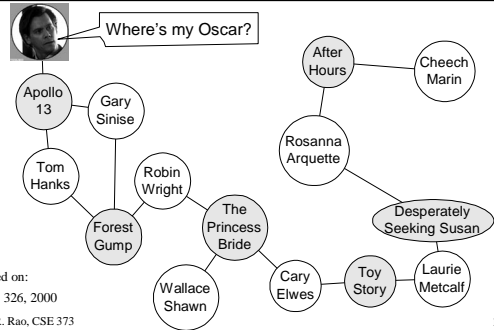 Where's my Oscar?
After
Hours
Cheech
Marin
Apollo
13
Gary
Sinise
Rosanna
Arquette
Tom
Hanks
Robin
Wright
The
Princess
Bride
Desperately
Seeking Susan
Forest
Gump
Wallace
Shawn
Cary
Elwes
Toy
Story
Laurie
Metcalf
ed on:
326, 2000
R. Rao, CSE 373